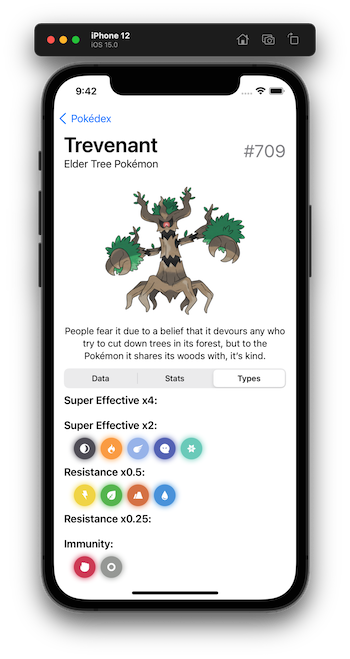 iPhone 12
iOS 15.0
9:42
Pokédex
Trevenant
#709
Elder Tree Pokémon
People fear it due to a belief that it devours any who
try to cut down trees in its forest, but to the
Pokémon it shares its woods with, it's kind.
Data Stats Types
Super Effective x4:
Super Effective x2:
Resistance x0.5:
Resistance x0.25:
Immunity: